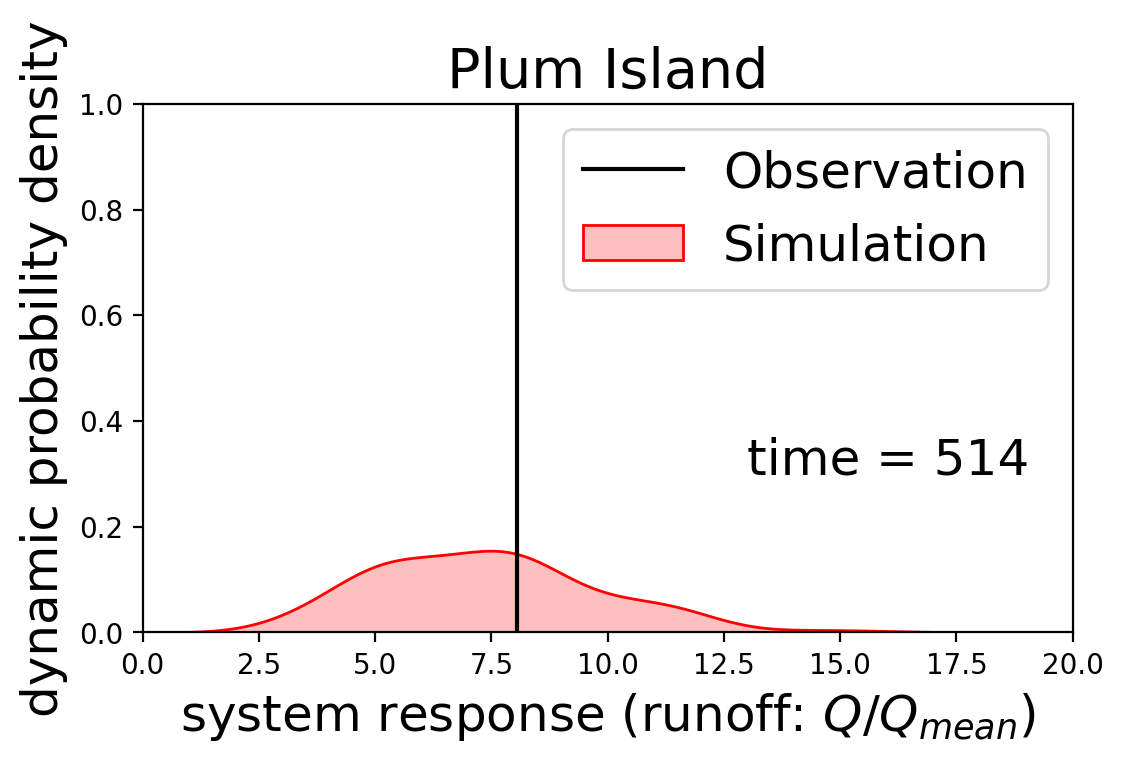 Plum Island
dynamic probability density
1.0
0.8
0.6
0.4
0.2
0.0
Observation
Simulation
time = 514
0.0 2.5 5.0 7.5 10.0 12.5 15.0 17.5 20.0
system response (runoff: Q/Qmean)